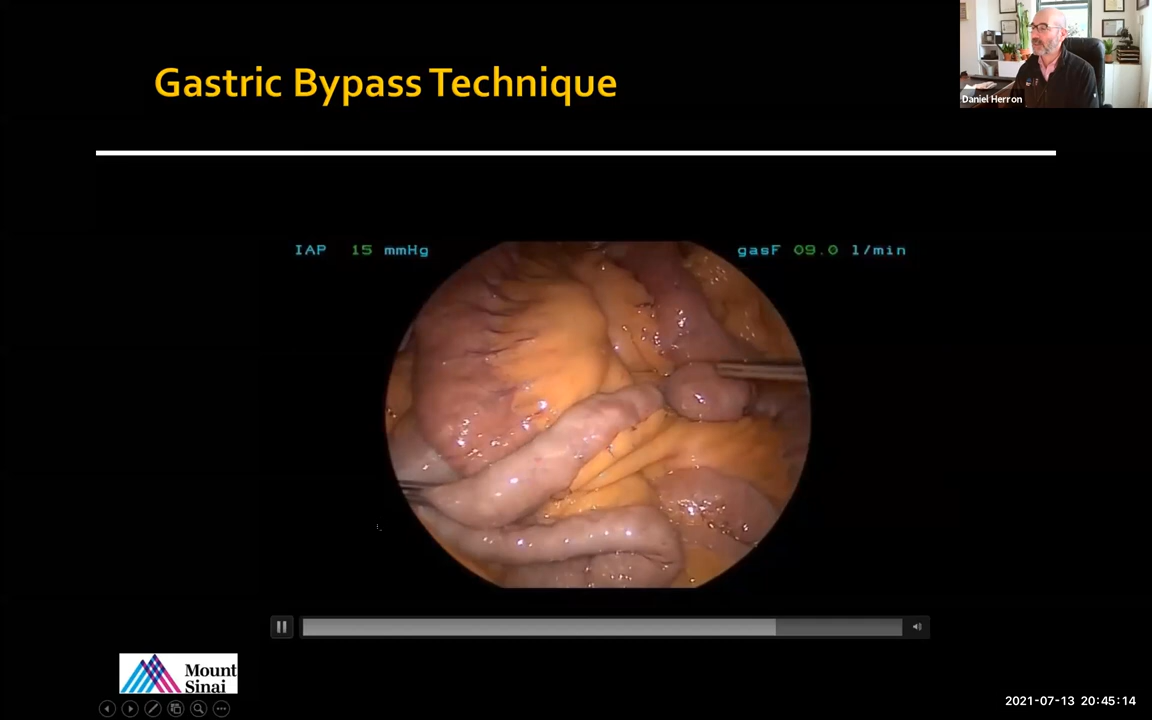 Gastric Bypass Technique
Daniel Herron
IAP 15 mmHg
gasF 09.0 l/min
Mount
Sinai
2021-07-13 20:45:14